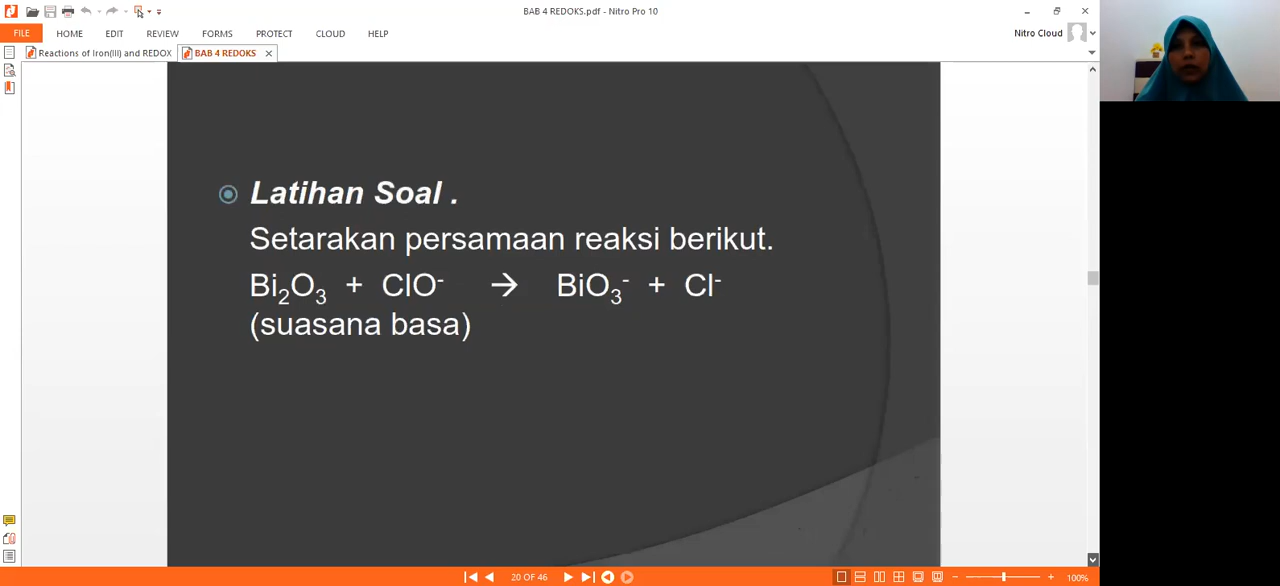 BAB 4 REDOKS.pdf - Nitro Pro 10
FILE HOME EDIT REVIEW FORMS PROTECT CLOUD HELP
Nitro Cloud
Reactions of Iron(III) and REDOX BAB 4 REDOKS
Latihan Soal .
Setarakan persamaan reaksi berikut.
Bi₂O₃ + ClO⁻ → BiO₃⁻ + Cl⁻
(suasana basa)
20 OF 46
100%